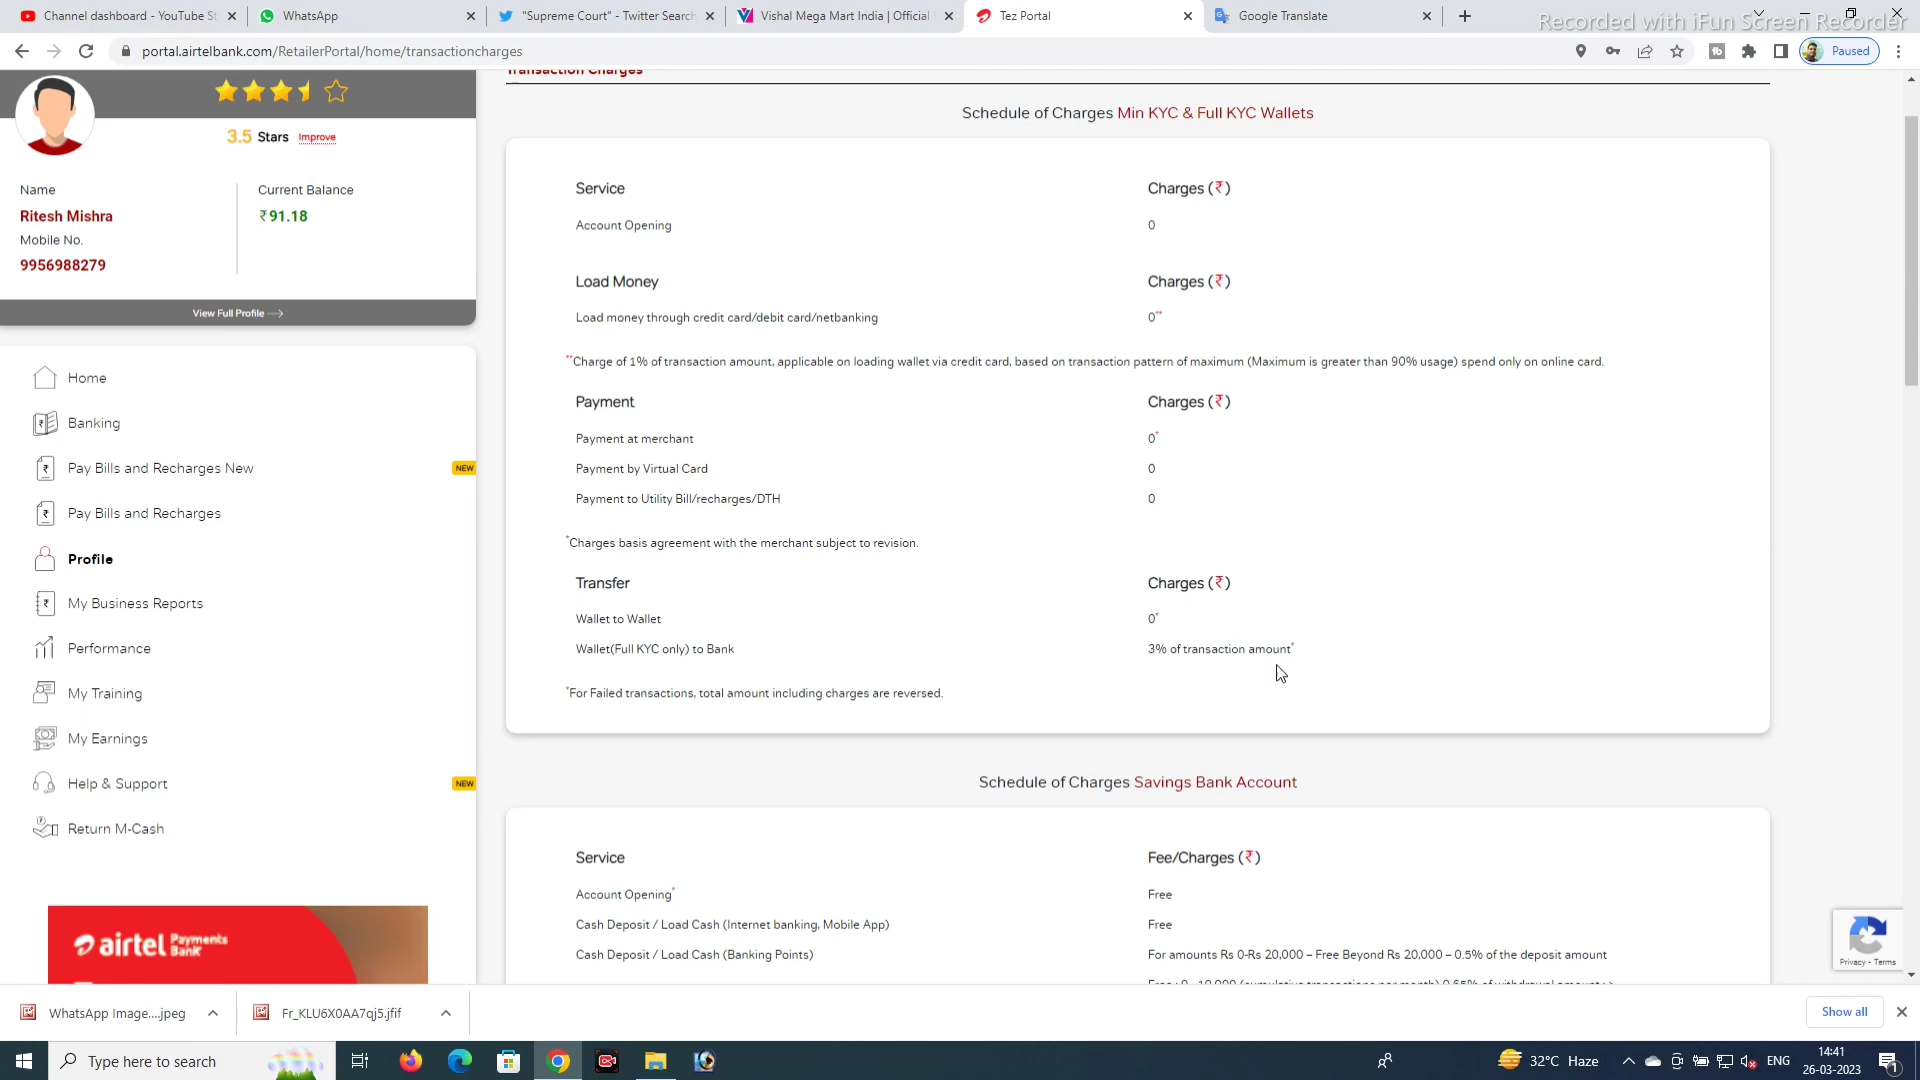 Channel dashboard - YouTube St
WhatsApp
"Supreme Court" - Twitter Search
Vishal Mega Mart India | Official
Tez Portal
Google Translate
Recorded with iFun Screen Recorder
portal.airtelbank.com/RetailerPortal/home/transactioncharges
Paused
Transaction Charges
3.5 Stars Improve
Name
Current Balance
Ritesh Mishra
₹91.18
Mobile No.
9956988279
View Full Profile
Home
Banking
Pay Bills and Recharges New
NEW
Pay Bills and Recharges
Profile
My Business Reports
Performance
My Training
My Earnings
Help & Support
NEW
Return M-Cash
airtel Payments Bank
Schedule of Charges Min KYC & Full KYC Wallets
Service Charges (₹)
Account Opening 0
Load Money Charges (₹)
Load money through credit card/debit card/netbanking 0**
**Charge of 1% of transaction amount, applicable on loading wallet via credit card, based on transaction pattern of maximum (Maximum is greater than 90% usage) spend only on online card.
Payment Charges (₹)
Payment at merchant 0*
Payment by Virtual Card 0
Payment to Utility Bill/recharges/DTH 0
*Charges basis agreement with the merchant subject to revision.
Transfer Charges (₹)
Wallet to Wallet 0*
Wallet(Full KYC only) to Bank 3% of transaction amount*
*For Failed transactions, total amount including charges are reversed.
Schedule of Charges Savings Bank Account
Service Fee/Charges (₹)
Account Opening* Free
Cash Deposit / Load Cash (Internet banking, Mobile App) Free
Cash Deposit / Load Cash (Banking Points) For amounts Rs 0-Rs 20,000 – Free Beyond Rs 20,000 – 0.5% of the deposit amount
Privacy - Terms
WhatsApp Image....jpeg
Fr_KLU6X0AA7qj5.jfif
Show all
Type here to search
32°C Haze
ENG
14:41
26-03-2023
1